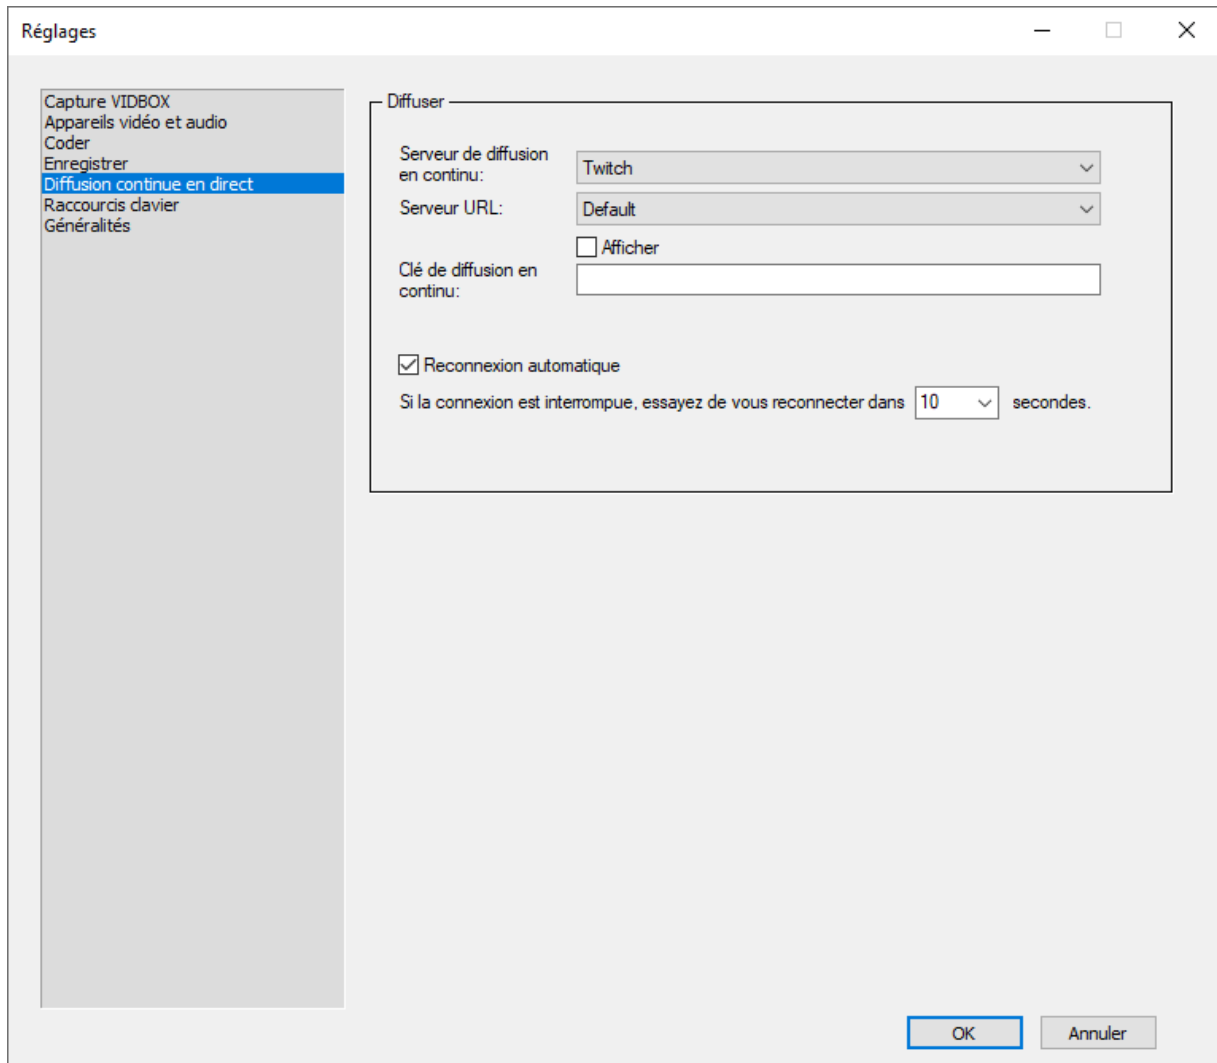 Réglages
Capture VIDBOX
Appareils vidéo et audio
Coder
Enregistrer
Diffusion continue en direct
Raccourcis clavier
Généralités
Diffuser
Serveur de diffusion
en continu:
Twitch
Serveur URL:
Default
Afficher
Clé de diffusion en
continu:
Reconnexion automatique
Si la connexion est interrompue, essayez de vous reconnecter dans 10 secondes.
OK
Annuler